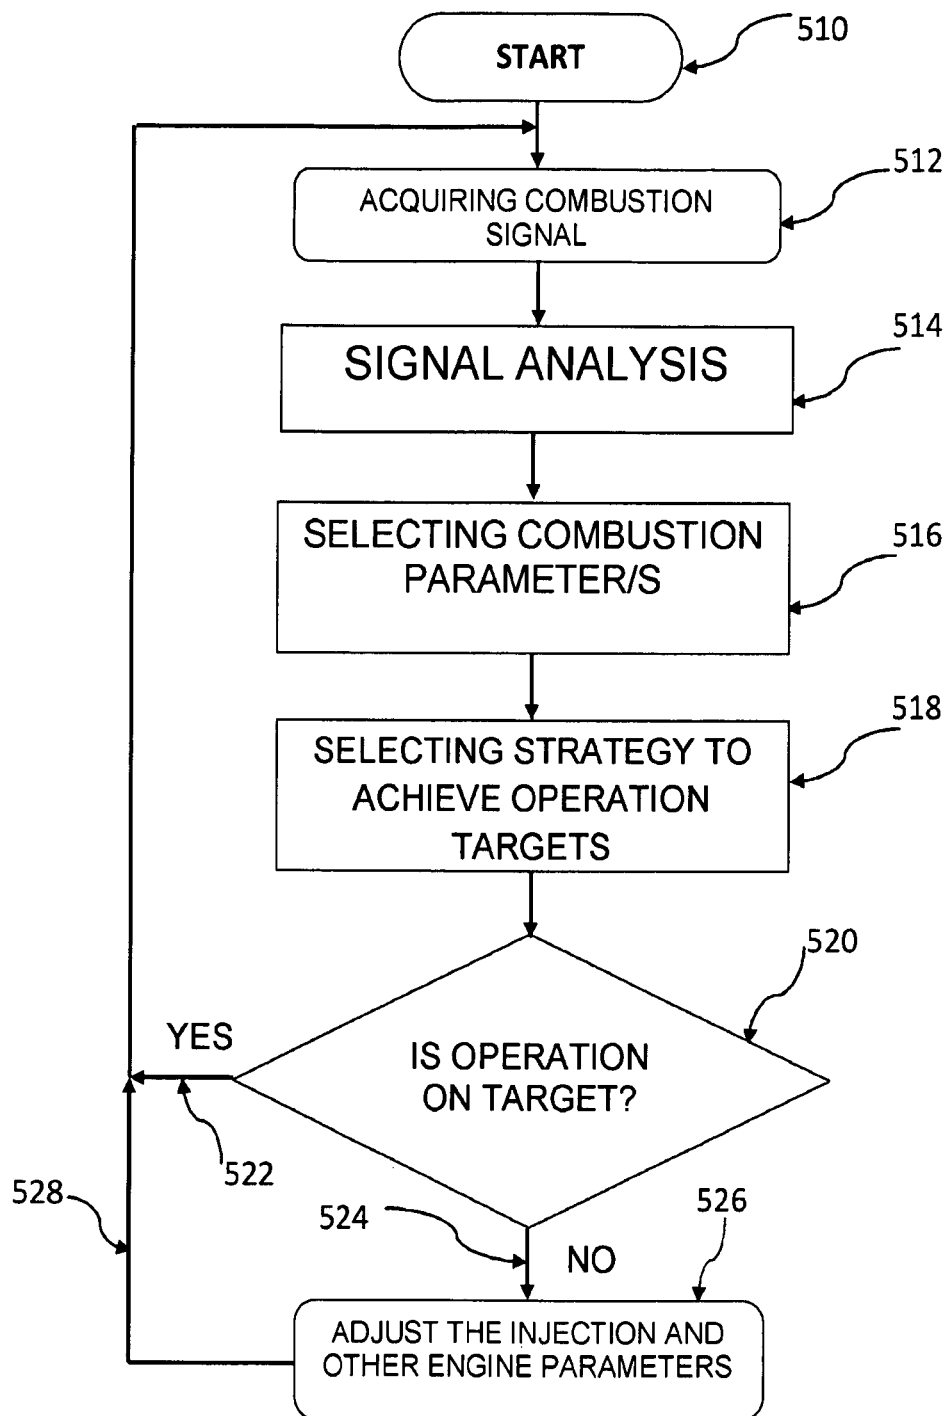 START
510
512
ACQUIRING COMBUSTION
SIGNAL
514
SIGNAL ANALYSIS
516
SELECTING COMBUSTION
PARAMETER/S
518
SELECTING STRATEGY TO
ACHIEVE OPERATION
TARGETS
520
YES
IS OPERATION
ON TARGET?
522
528
524
526
NO
ADJUST THE INJECTION AND
OTHER ENGINE PARAMETERS